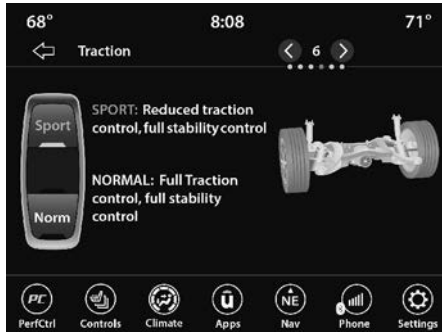 68° 8:08 71°
Traction 6
Sport
SPORT: Reduced traction
control, full stability control
NORMAL: Full Traction
control, full stability
control
Norm
PC ū NE
PerfCtrl Controls Climate Apps Nav Phone Settings